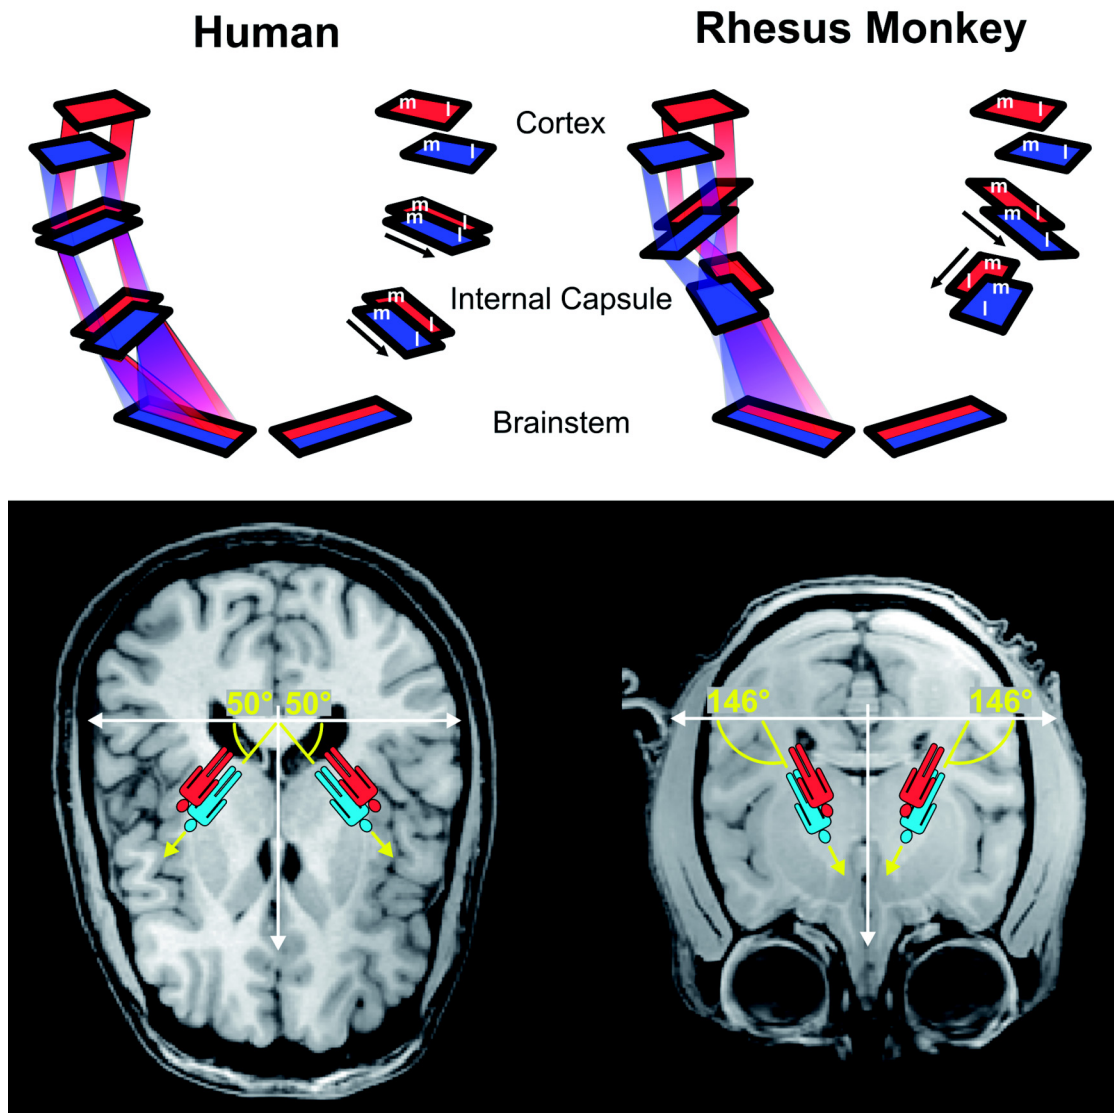 Human
Rhesus Monkey
m l
m l
m l
m l
Cortex
m
m l
l
m
m l
l
m
m l
l
m
l m
l
Internal Capsule
Brainstem
50° 50°
146° 146°